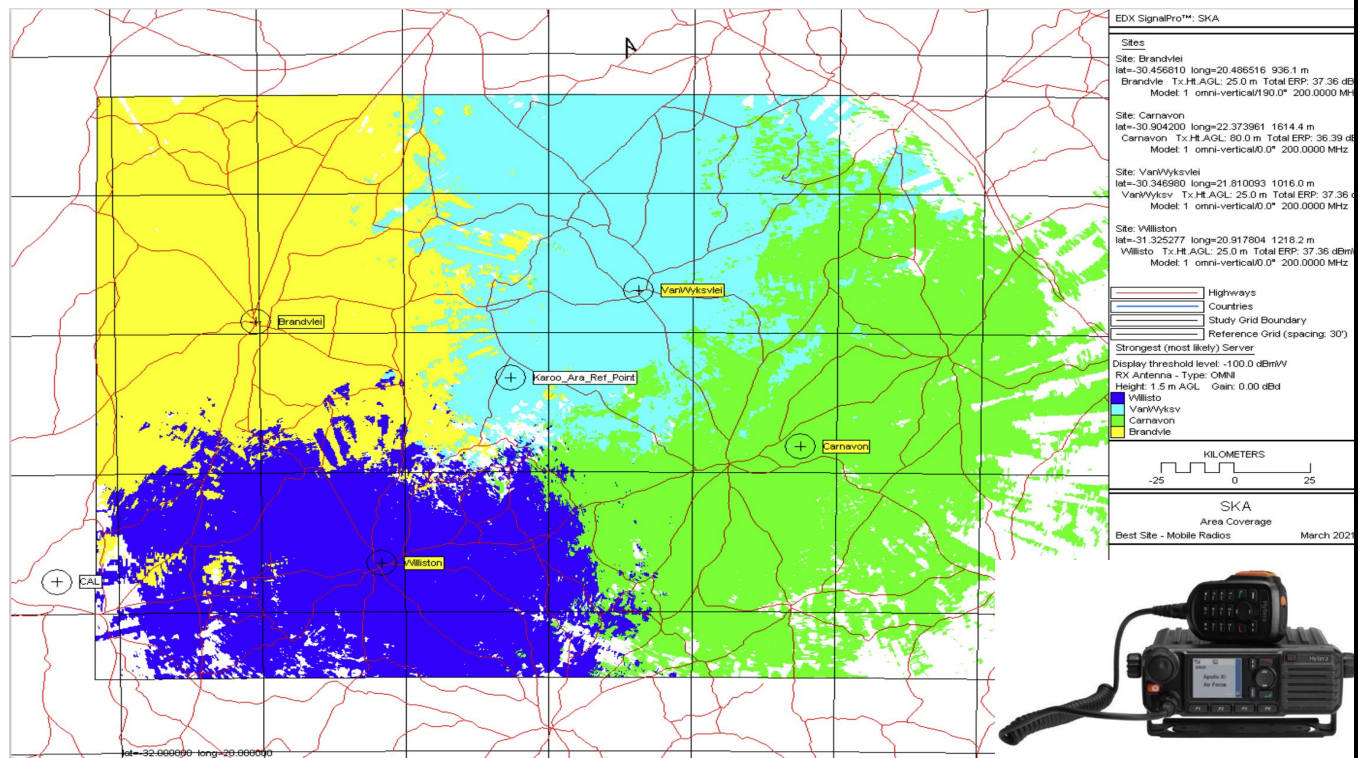 EDX SignalPro™: SKA
Sites
Site: Brandvlei
lat=-30.456810 long=20.486516 936.1 m
Brandvle Tx.Ht.AGL: 25.0 m Total ERP: 37.36 dB
Model: 1 omni-vertical/190.0° 200.0000 MH
Site: Carnavon
lat=-30.904200 long=22.373961 1614.4 m
Carnavon Tx.Ht.AGL: 80.0 m Total ERP: 36.39 dB
Model: 1 omni-vertical/0.0° 200.0000 MHz
Site: VanWyksvlei
lat=-30.346980 long=21.810093 1016.0 m
VanWyksv Tx.Ht.AGL: 25.0 m Total ERP: 37.36 d
Model: 1 omni-vertical/0.0° 200.0000 MHz
Site: Williston
lat=-31.325277 long=20.917804 1218.2 m
Willisto Tx.Ht.AGL: 25.0 m Total ERP: 37.36 dBm
Model: 1 omni-vertical/0.0° 200.0000 MHz
Highways
Countries
Study Grid Boundary
Reference Grid (spacing: 30')
Strongest (most likely) Server
Display threshold level: -100.0 dBmW
RX Antenna - Type: OMNI
Height: 1.5 m AGL Gain: 0.00 dBd
Willisto
VanWyksv
Carnavon
Brandvle
KILOMETERS
-25 0 25
SKA
Area Coverage
Best Site - Mobile Radios March 2021
VanWyksvlei
Brandvlei
Karoo_Ara_Ref_Point
Carnavon
Williston
CAL
lat=-32.000000 long=20.000000
Hytera
Hytera
Apollo XI
Air Force
P1 P2 P3 P4